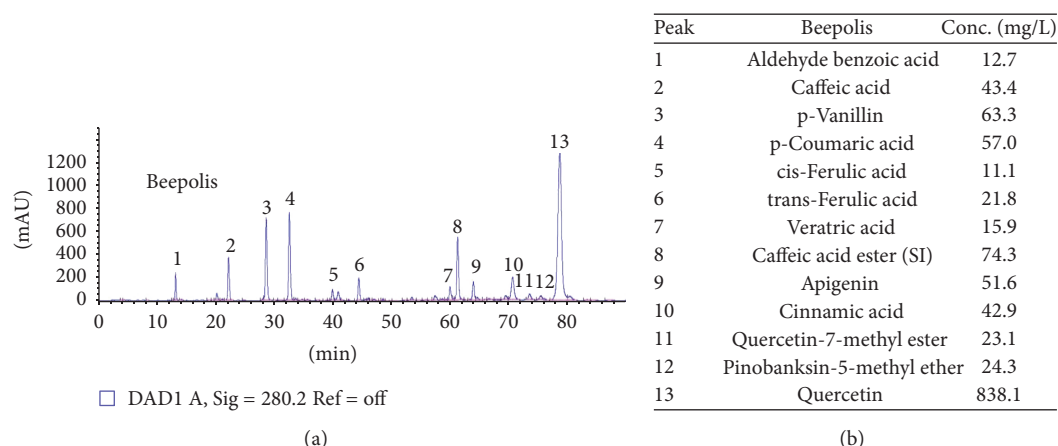 1200
1000
800
600
400
200
0
(mAU)
Beepolis
1
2
3
4
5
6
7
8
9
10
11
12
13
0 10 20 30 40 50 60 70 80
(min)
DAD1 A, Sig = 280.2 Ref = off
(a)
Peak Beepolis Conc. (mg/L)
1 Aldehyde benzoic acid 12.7
2 Caffeic acid 43.4
3 p-Vanillin 63.3
4 p-Coumaric acid 57.0
5 cis-Ferulic acid 11.1
6 trans-Ferulic acid 21.8
7 Veratric acid 15.9
8 Caffeic acid ester (SI) 74.3
9 Apigenin 51.6
10 Cinnamic acid 42.9
11 Quercetin-7-methyl ester 23.1
12 Pinobanksin-5-methyl ether 24.3
13 Quercetin 838.1
(b)